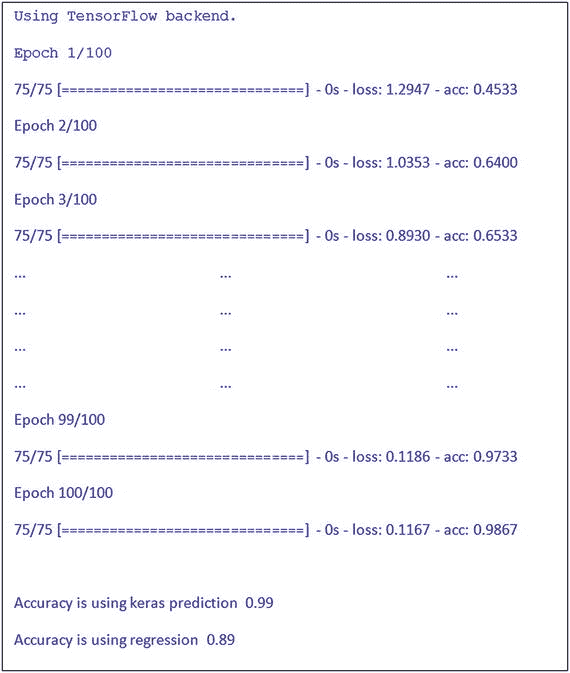 Using TensorFlow backend.
Epoch 1/100
75/75 [==============================] - 0s - loss: 1.2947 - acc: 0.4533
Epoch 2/100
75/75 [==============================] - 0s - loss: 1.0353 - acc: 0.6400
Epoch 3/100
75/75 [==============================] - 0s - loss: 0.8930 - acc: 0.6533
... ... ...
... ... ...
... ... ...
... ... ...
Epoch 99/100
75/75 [==============================] - 0s - loss: 0.1186 - acc: 0.9733
Epoch 100/100
75/75 [==============================] - 0s - loss: 0.1167 - acc: 0.9867
Accuracy is using keras prediction 0.99
Accuracy is using regression 0.89